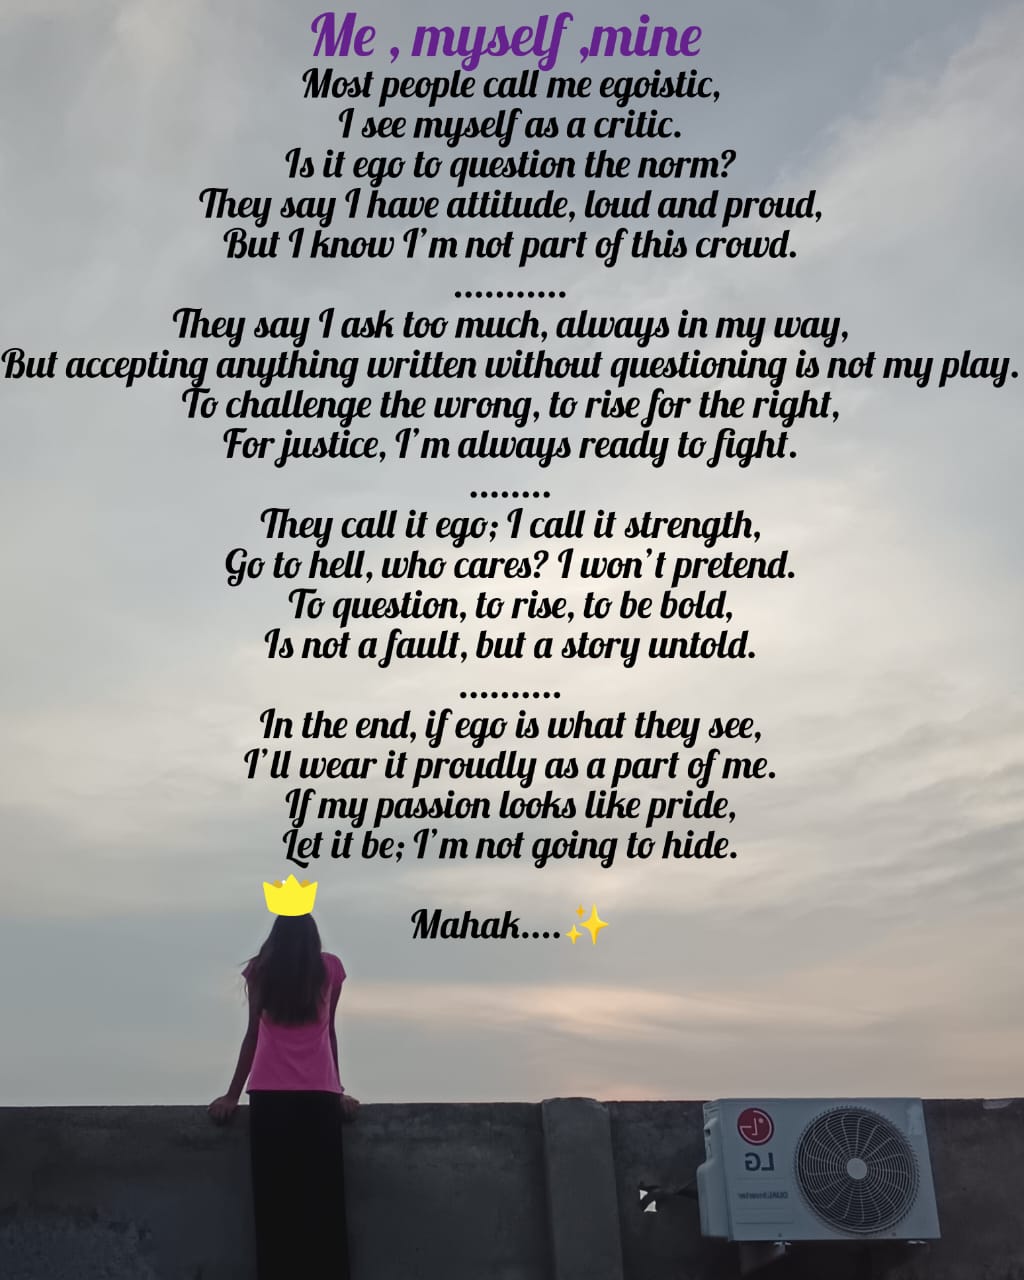 Me , myself ,mine
Most people call me egoistic,
I see myself as a critic.
Is it ego to question the norm?
They say I have attitude, loud and proud,
But I know I'm not part of this crowd.
...........
They say I ask too much, always in my way,
But accepting anything written without questioning is not my play.
To challenge the wrong, to rise for the right,
For justice, I'm always ready to fight.
........
They call it ego; I call it strength,
Go to hell, who cares? I won't pretend.
To question, to rise, to be bold,
Is not a fault, but a story untold.
..........
In the end, if ego is what they see,
I'll wear it proudly as a part of me.
If my passion looks like pride,
Let it be; I'm not going to hide.
Mahak....✨
LG
DUAL Inverter